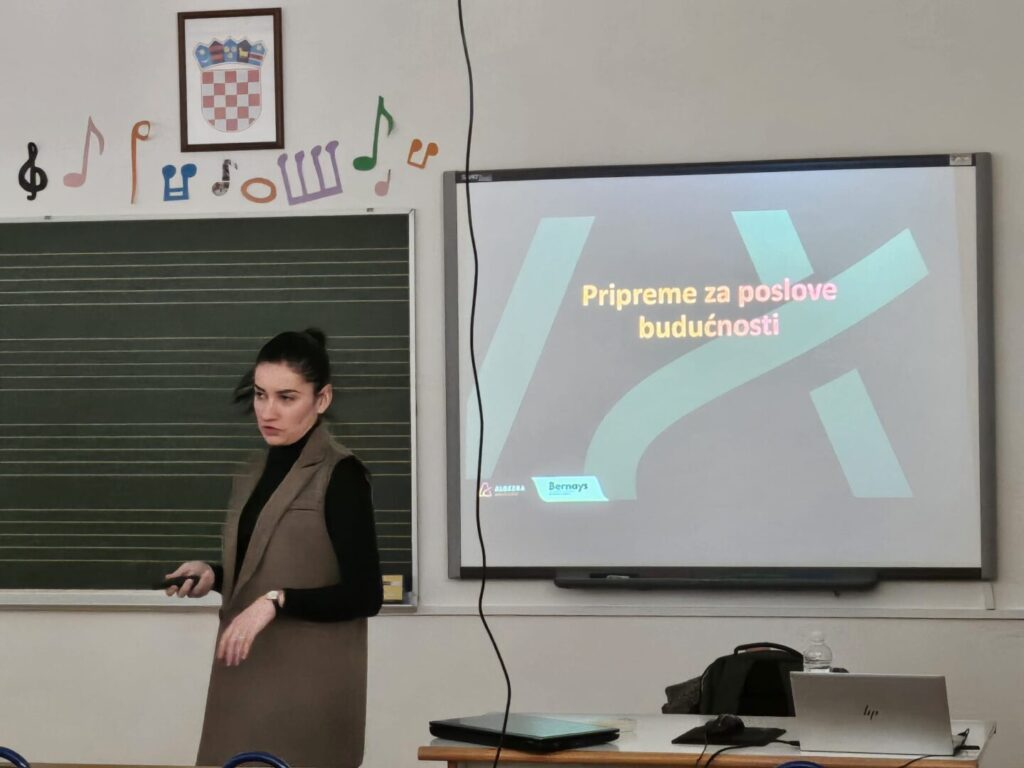 Pripreme za poslove
budućnosti
ALGEBRA
Bernays
hp